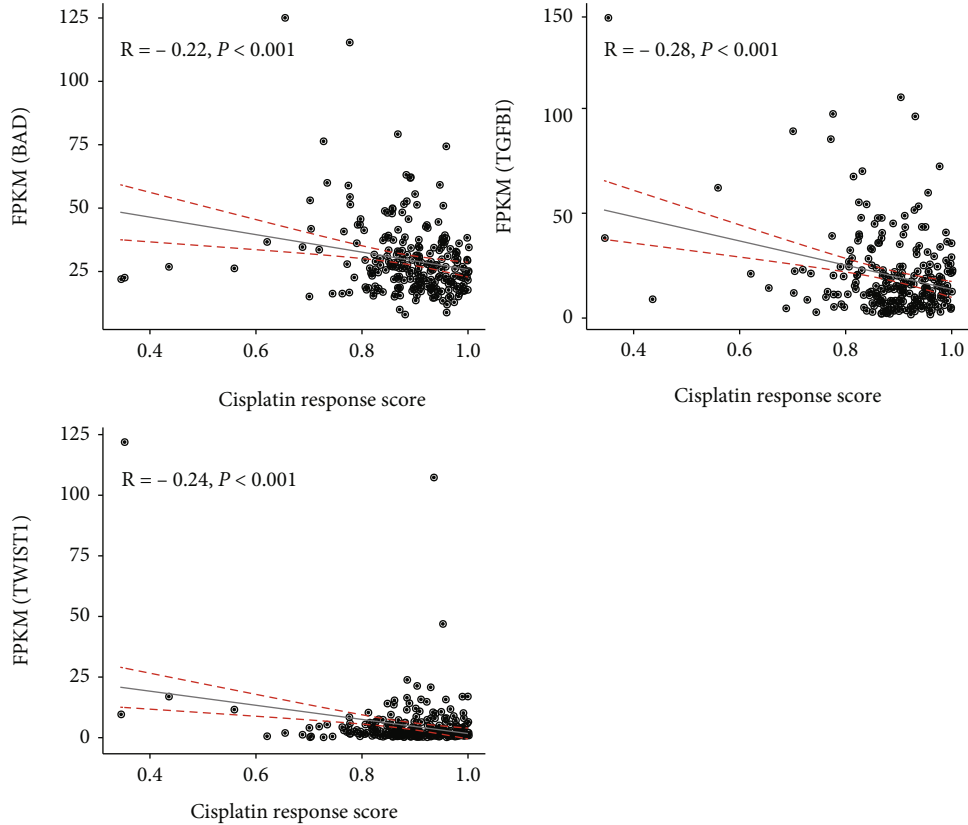 125
R = – 0.22, P < 0.001
100
75
50
25
FPKM (BAD)
0.4 0.6 0.8 1.0
Cisplatin response score
150
R = – 0.28, P < 0.001
100
50
0
FPKM (TGFBI)
0.4 0.6 0.8 1.0
Cisplatin response score
125
R = – 0.24, P < 0.001
100
75
50
25
0
FPKM (TWIST1)
0.4 0.6 0.8 1.0
Cisplatin response score